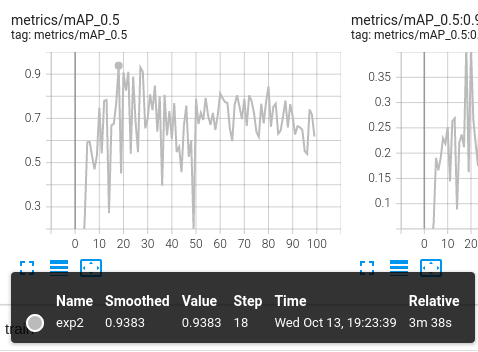 metrics/mAP_0.5
tag: metrics/mAP_0.5
0.9
0.7
0.5
0.3
0 10 20 30 40 50 60 70 80 90 100
metrics/mAP_0.5:0.9
tag: metrics/mAP_0.5:0.
0.35
0.3
0.25
0.2
0.15
0.1
0 10 20
Name Smoothed Value Step Time Relative
exp2 0.9383 0.9383 18 Wed Oct 13, 19:23:39 3m 38s